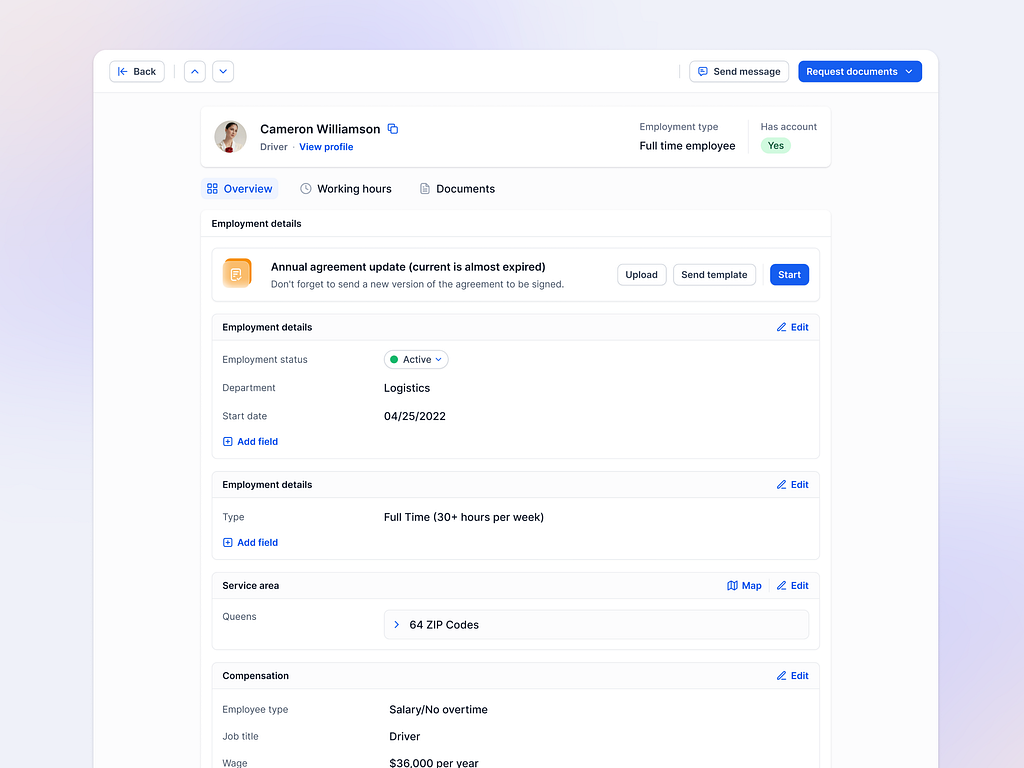 Back
Send message
Request documents
Cameron Williamson
Driver · View profile
Employment type
Full time employee
Has account
Yes
Overview
Working hours
Documents
Employment details
Annual agreement update (current is almost expired)
Don't forget to send a new version of the agreement to be signed.
Upload
Send template
Start
Employment details
Edit
Employment status
Active
Department
Logistics
Start date
04/25/2022
Add field
Employment details
Edit
Type
Full Time (30+ hours per week)
Add field
Service area
Map
Edit
Queens
64 ZIP Codes
Compensation
Edit
Employee type
Salary/No overtime
Job title
Driver
Wage
$36,000 per year